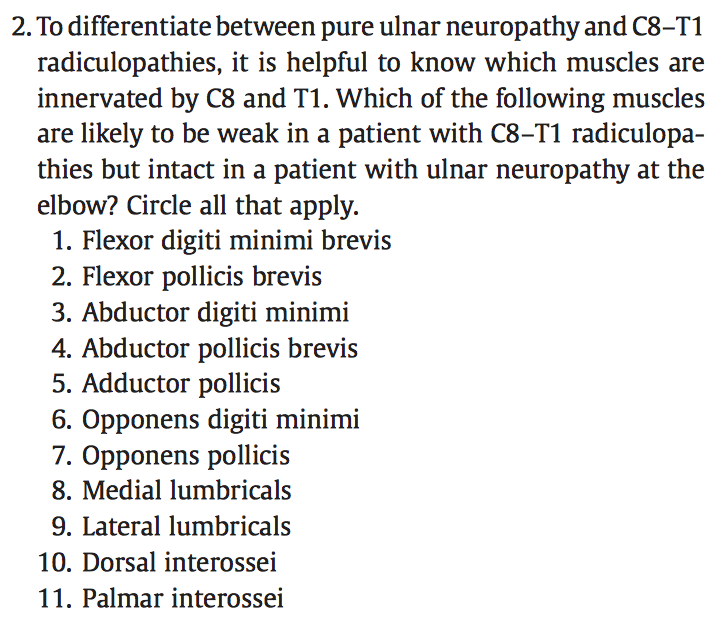 2. To differentiate between pure ulnar neuropathy and C8–T1
radiculopathies, it is helpful to know which muscles are
innervated by C8 and T1. Which of the following muscles
are likely to be weak in a patient with C8–T1 radiculopa-
thies but intact in a patient with ulnar neuropathy at the
elbow? Circle all that apply.
1. Flexor digiti minimi brevis
2. Flexor pollicis brevis
3. Abductor digiti minimi
4. Abductor pollicis brevis
5. Adductor pollicis
6. Opponens digiti minimi
7. Opponens pollicis
8. Medial lumbricals
9. Lateral lumbricals
10. Dorsal interossei
11. Palmar interossei